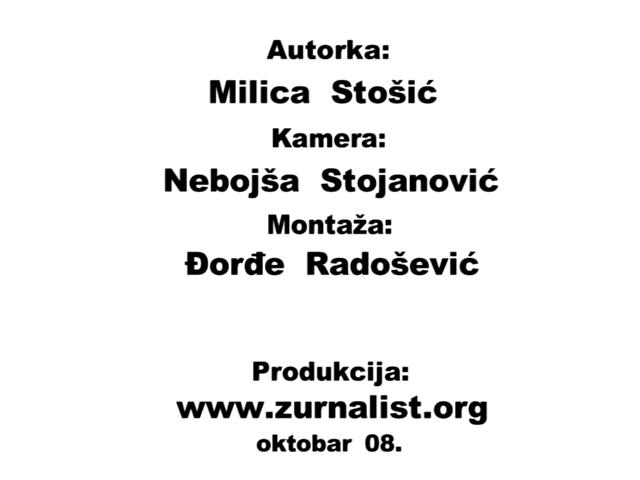 Autorka:
Milica Stošić
Kamera:
Nebojša Stojanović
Montaža:
Đorđe Radošević
Produkcija:
www.zurnalist.org
oktobar 08.